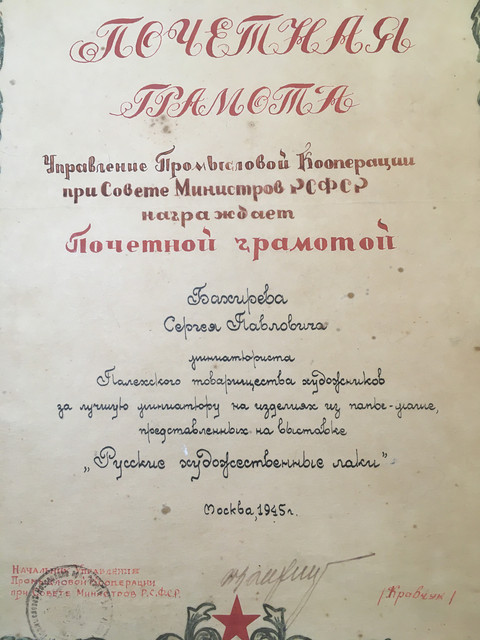 ПОЧЕТНАЯ
ГРАМОТА
Управление Промысловой Кооперации
при Совете Министров РСФСР
награждает
Почетной грамотой
Бахирева
Сергея Павловича
миниатюриста
Палехского товарищества художников
за лучшую миниатюру на изделиях из папье-маше,
представленных на выставке
„Русские художественные лаки"
Москва, 1945 г.
Начальник Управления
Промысловой Кооперации
при Совете Министров Р.С.Ф.С.Р.
/Кравчук/